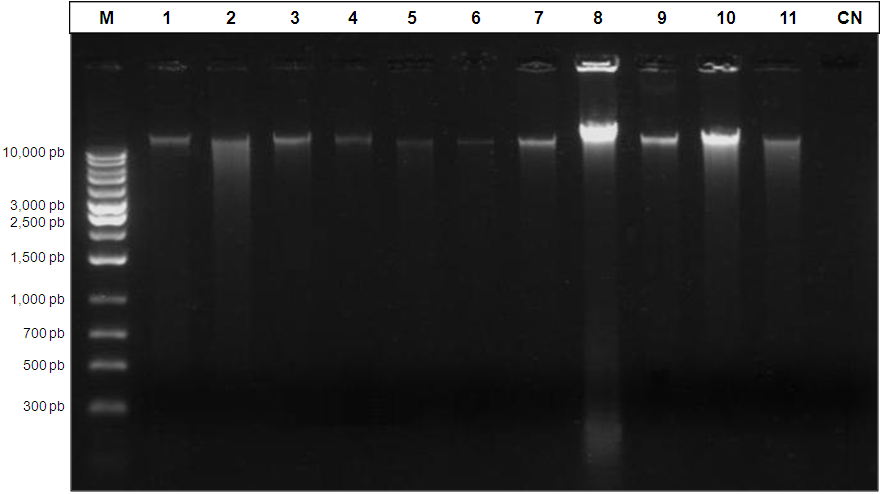 M 1 2 3 4 5 6 7 8 9 10 11 CN
10,000 pb
3,000 pb
2,500 pb
1,500 pb
1,000 pb
700 pb
500 pb
300 pb